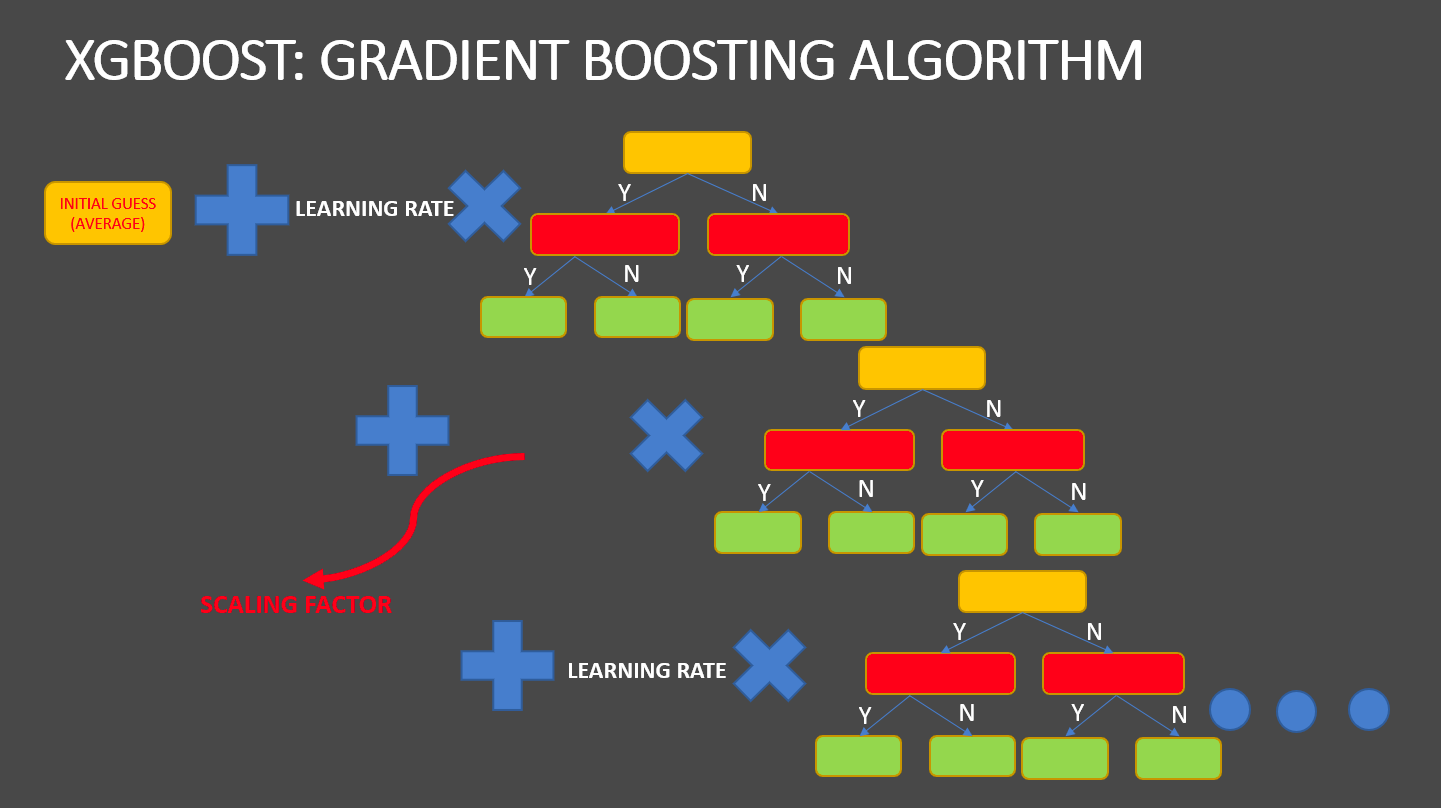 XGBOOST: GRADIENT BOOSTING ALGORITHM
INITIAL GUESS
(AVERAGE)
LEARNING RATE
Y N
Y N Y N
Y N
Y N Y N
SCALING FACTOR
LEARNING RATE
Y N
Y N Y N